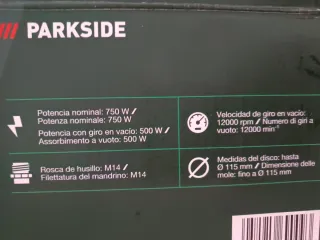 PARKSIDE
Potencia nominal: 750 W /
Potenza nominale: 750 W
Potencia con giro en vacío: 500 W /
Assorbimento a vuoto: 500 W
Velocidad de giro en vacío:
12000 rpm / Numero di giri a
vuoto: 12000 min⁻¹
Rosca de husillo: M14 /
Filettatura del mandrino: M14
Medidas del disco: hasta
Ø 115 mm / Dimensione delle
mole: fino a Ø 115 mm